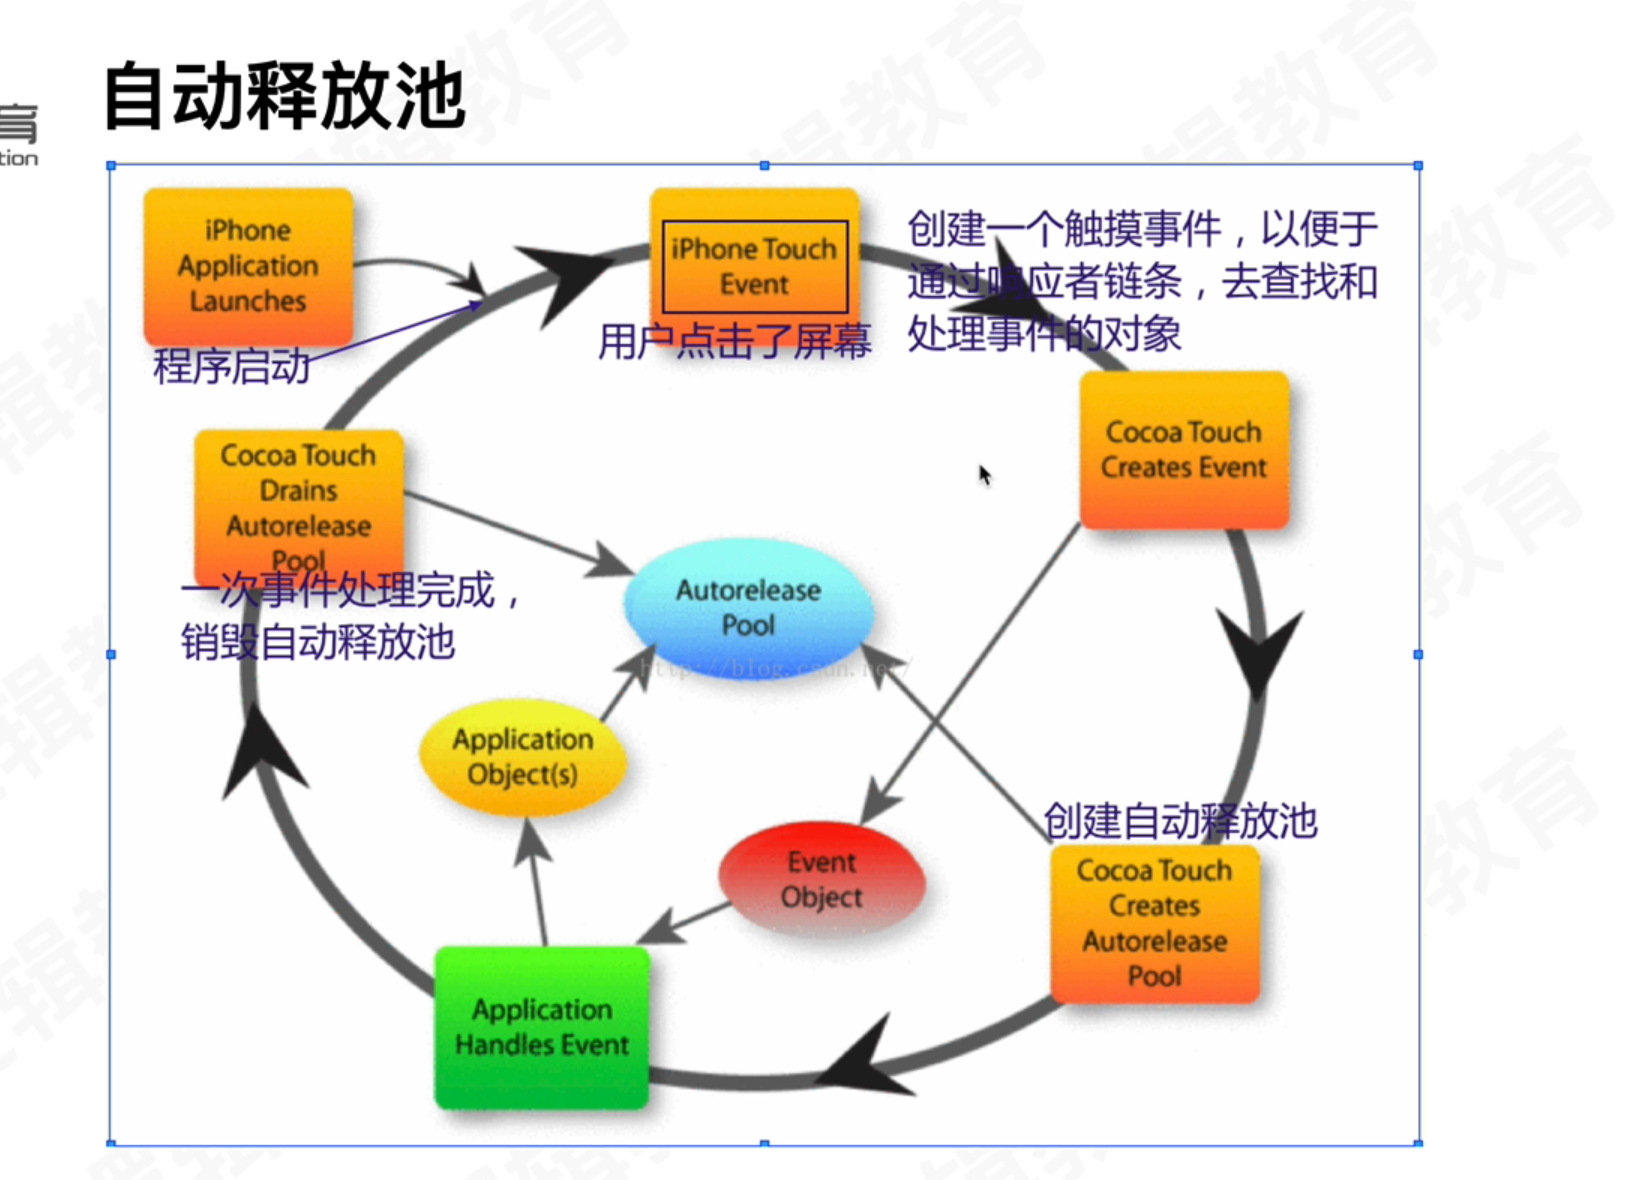 自动释放池
育
tion
iPhone
Application
Launches
程序启动
iPhone Touch
Event
用户点击了屏幕
创建一个触摸事件，以便于
通过响应者链条，去查找和
处理事件的对象
Cocoa Touch
Creates Event
Cocoa Touch
Drains
Autorelease
Pool
一次事件处理完成，
销毁自动释放池
Autorelease
Pool
http://blog.csdn.net/
Application
Object(s)
Event
Object
创建自动释放池
Cocoa Touch
Creates
Autorelease
Pool
Application
Handles Event